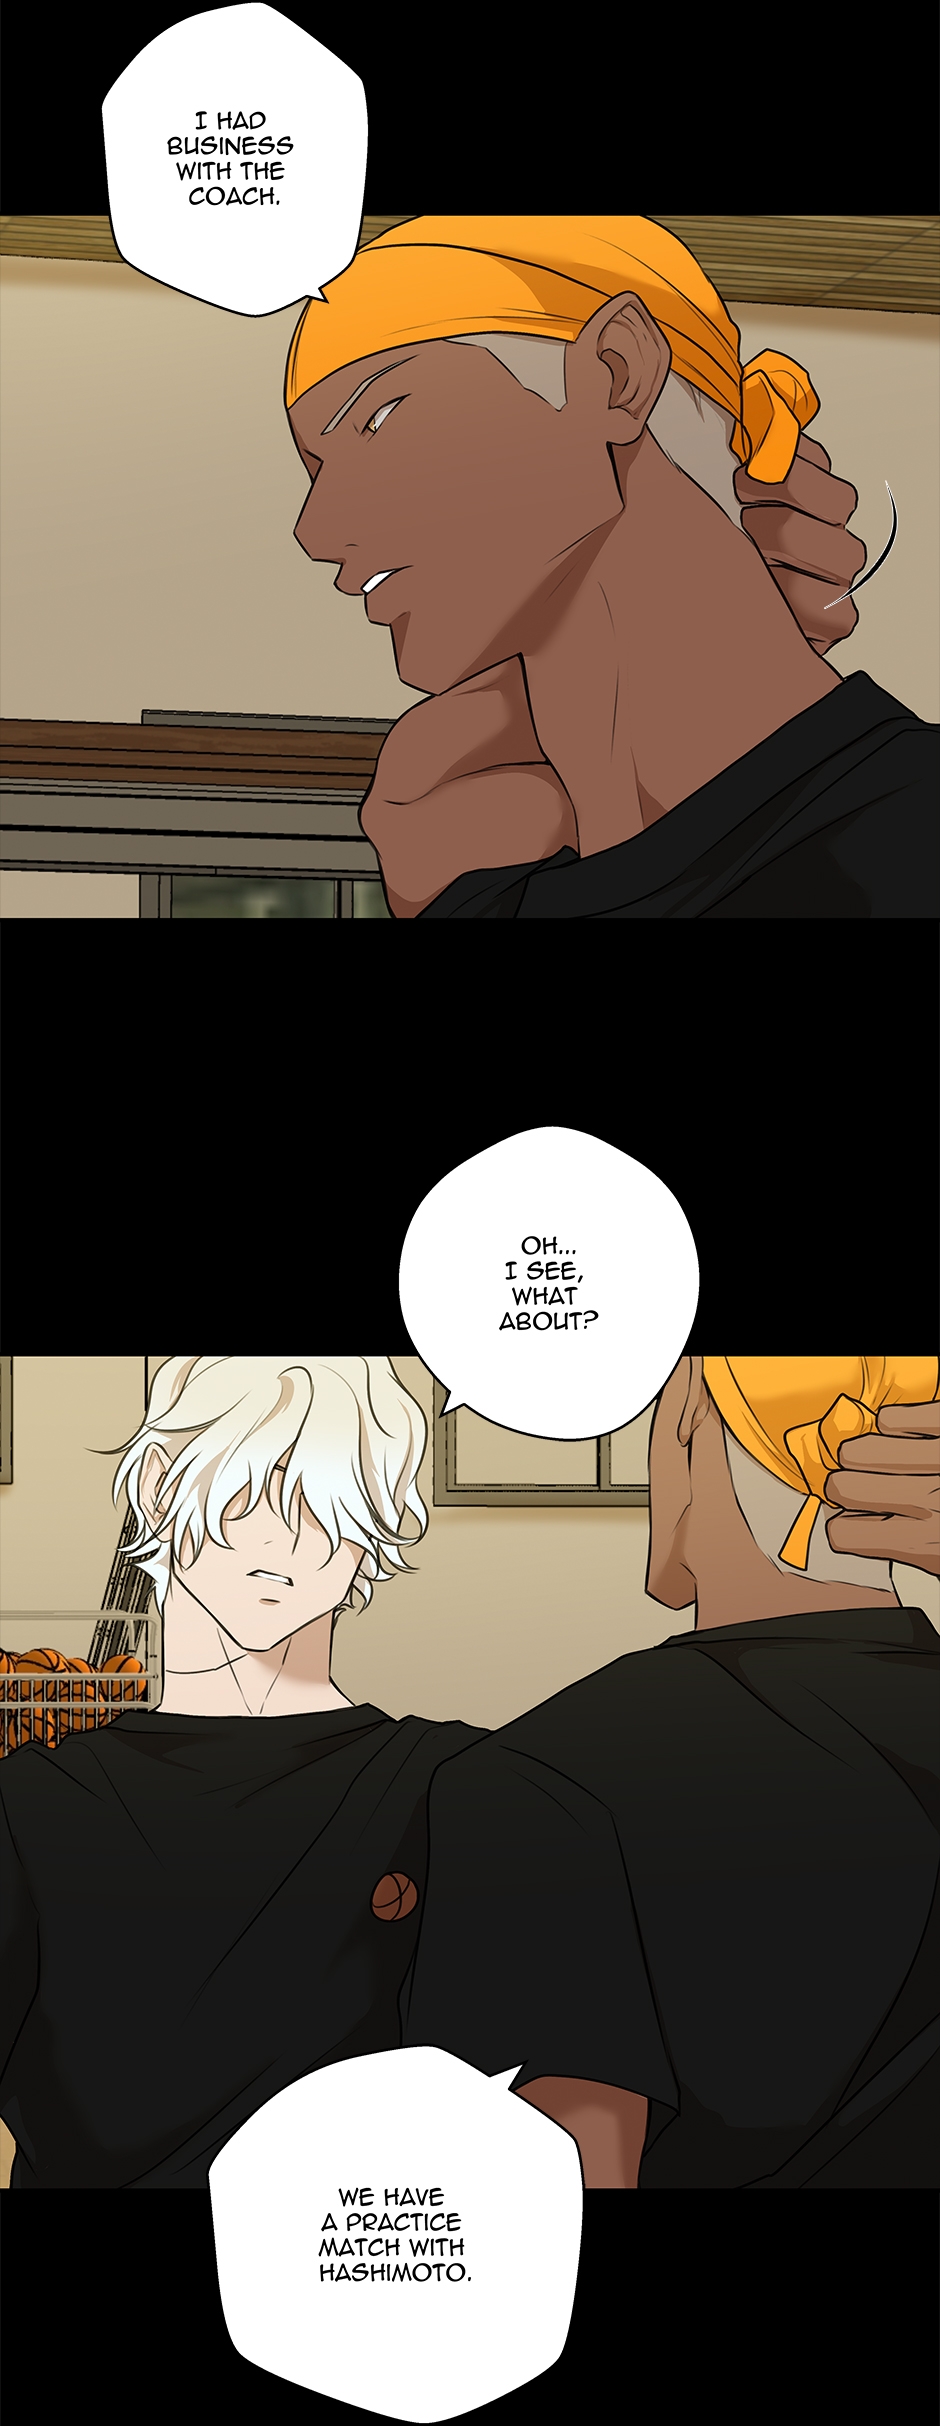 I HAD
BUSINESS
WITH THE
COACH.
OH...
I SEE,
WHAT
ABOUT?
WE HAVE
A PRACTICE
MATCH WITH
HASHIMOTO.